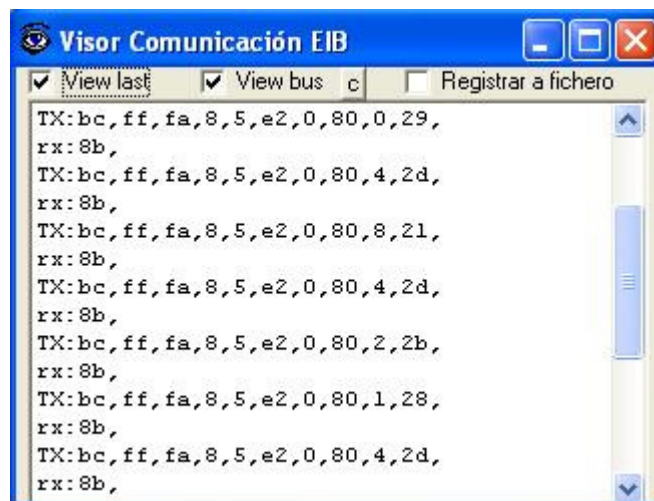 Visor Comunicación EIB
View last View bus c Registrar a fichero
TX:bc,ff,fa,8,5,e2,0,80,0,29,
rx:8b,
TX:bc,ff,fa,8,5,e2,0,80,4,2d,
rx:8b,
TX:bc,ff,fa,8,5,e2,0,80,8,21,
rx:8b,
TX:bc,ff,fa,8,5,e2,0,80,4,2d,
rx:8b,
TX:bc,ff,fa,8,5,e2,0,80,2,2b,
rx:8b,
TX:bc,ff,fa,8,5,e2,0,80,1,28,
rx:8b,
TX:bc,ff,fa,8,5,e2,0,80,4,2d,
rx:8b,